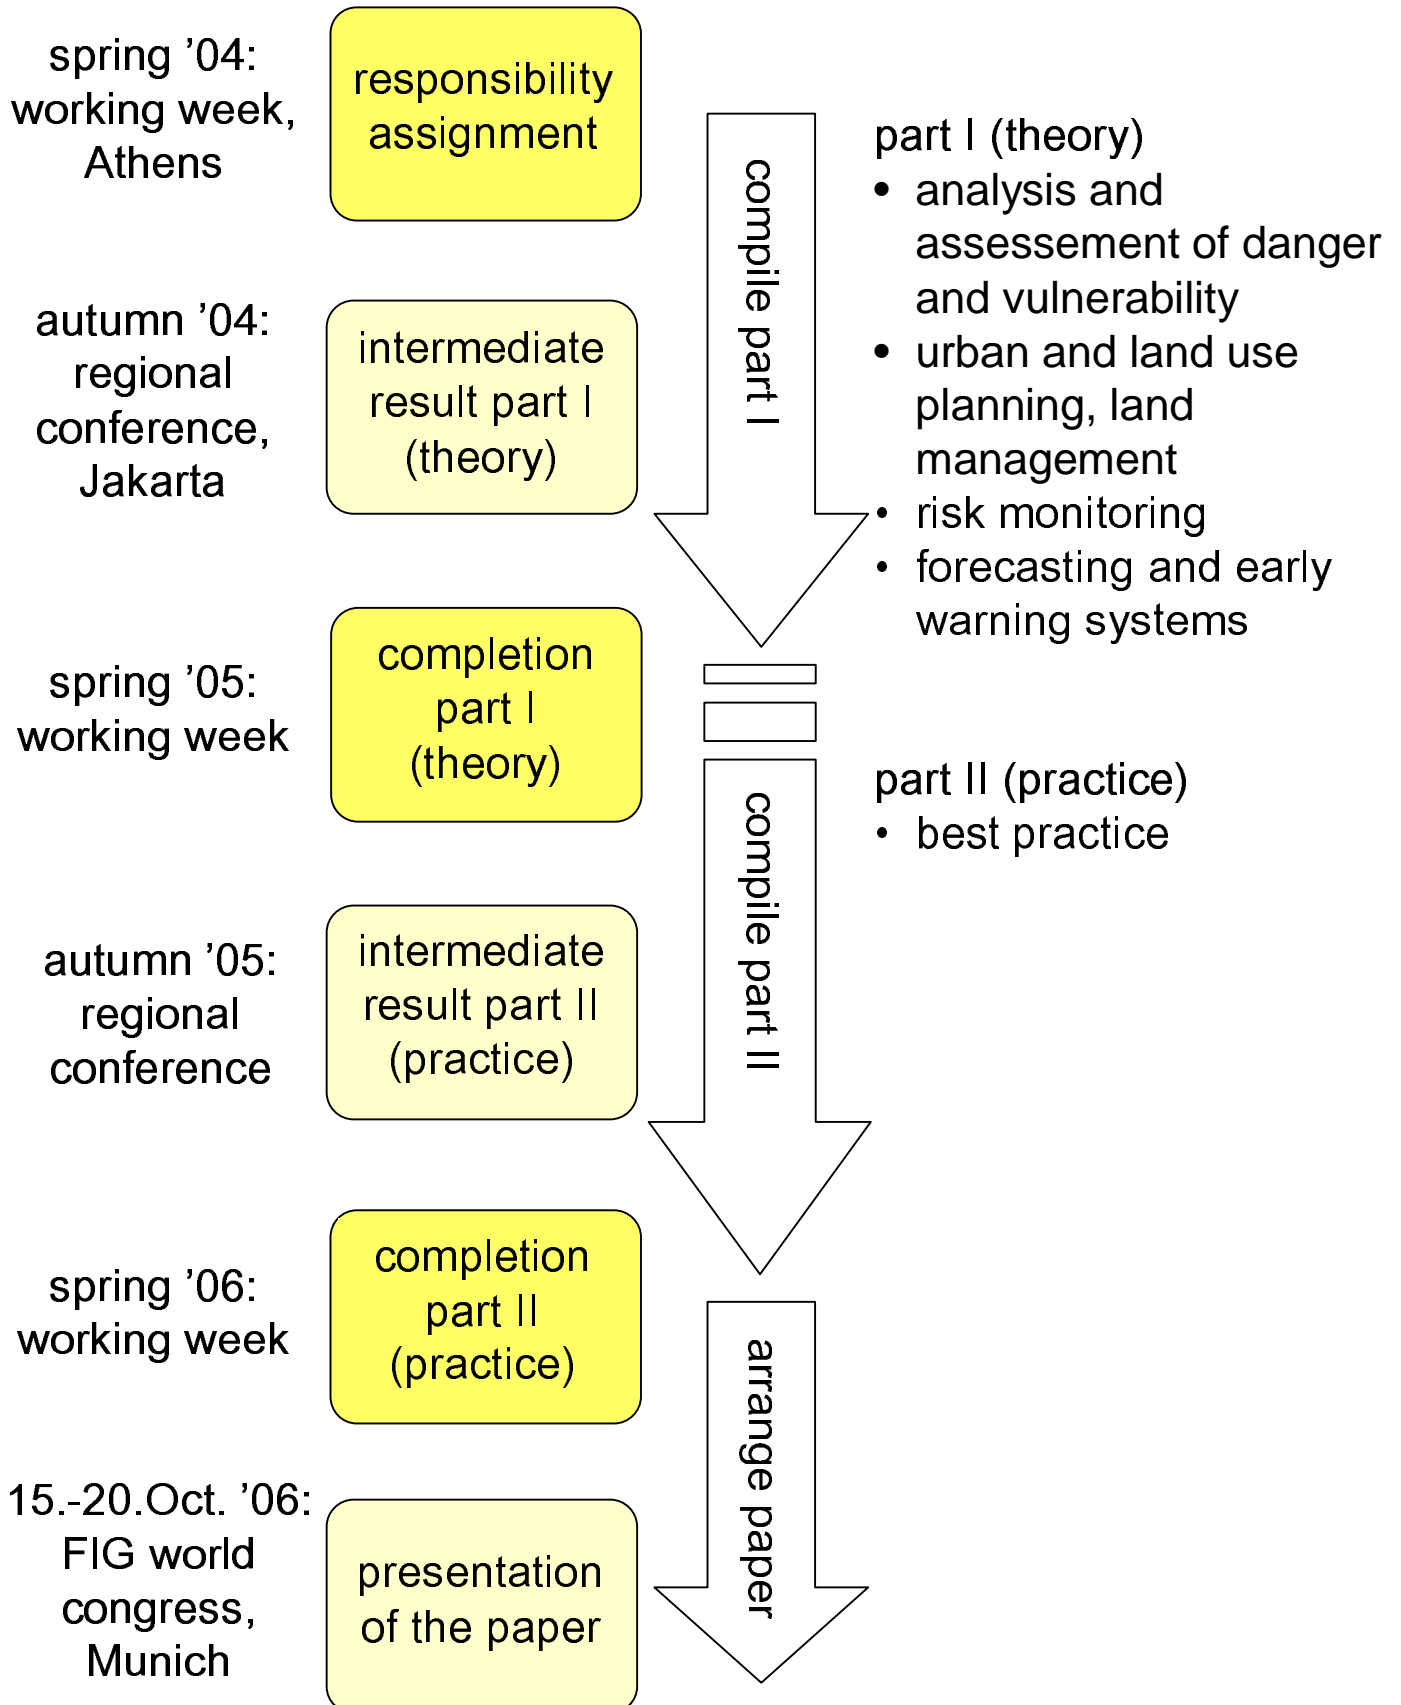 spring ’04:
working week,
Athens
responsibility
assignment
autumn ’04:
regional
conference,
Jakarta
intermediate
result part I
(theory)
compile part I
part I (theory)
• analysis and
assessement of danger
and vulnerability
• urban and land use
planning, land
management
• risk monitoring
• forecasting and early
warning systems
spring ’05:
working week
completion
part I
(theory)
compile part II
part II (practice)
• best practice
autumn ’05:
regional
conference
intermediate
result part II
(practice)
spring ’06:
working week
completion
part II
(practice)
arrange paper
15.-20.Oct. ’06:
FIG world
congress,
Munich
presentation
of the paper